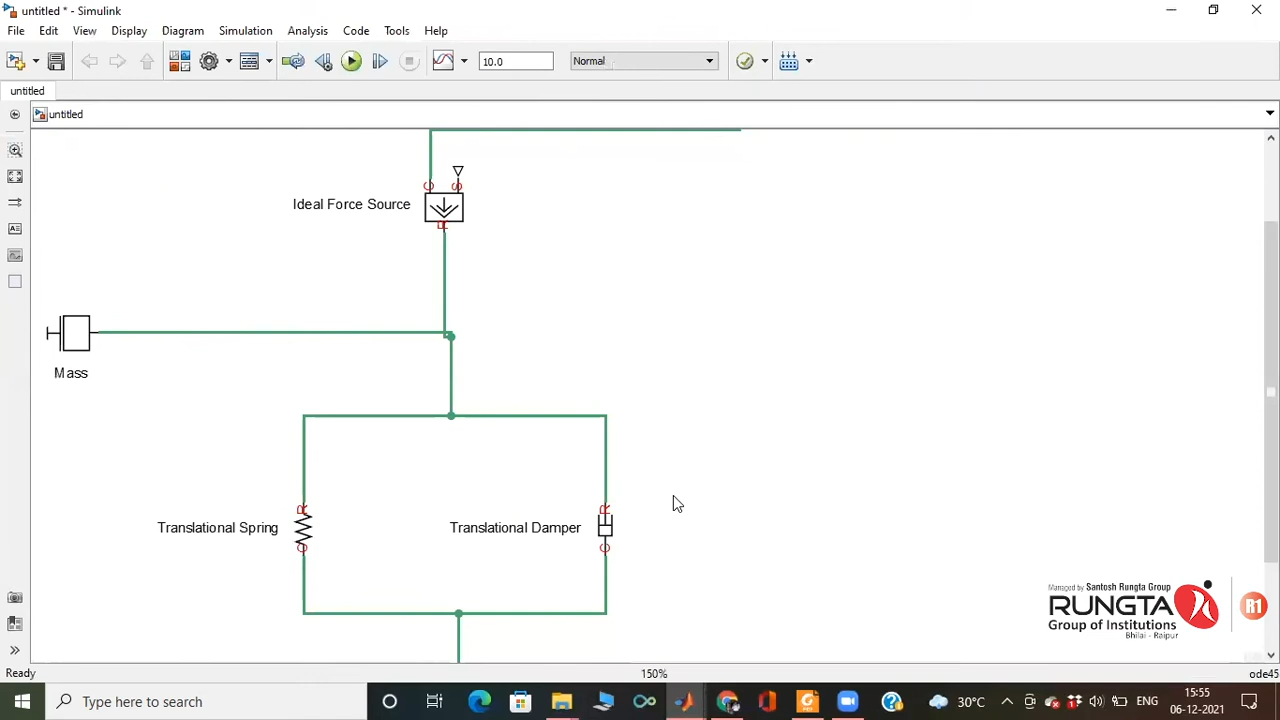 untitled * - Simulink
File Edit View Display Diagram Simulation Analysis Code Tools Help
10.0 Normal
untitled
untitled
C S
Ideal Force Source
R
Mass
R R
Translational Spring Translational Damper
C C
Managed by Santosh Rungta Group
RUNGTA
Group of Institutions
Bhilai - Raipur
R1
Ready 150% ode45
Type here to search 30°C ENG 15:55
06-12-2021